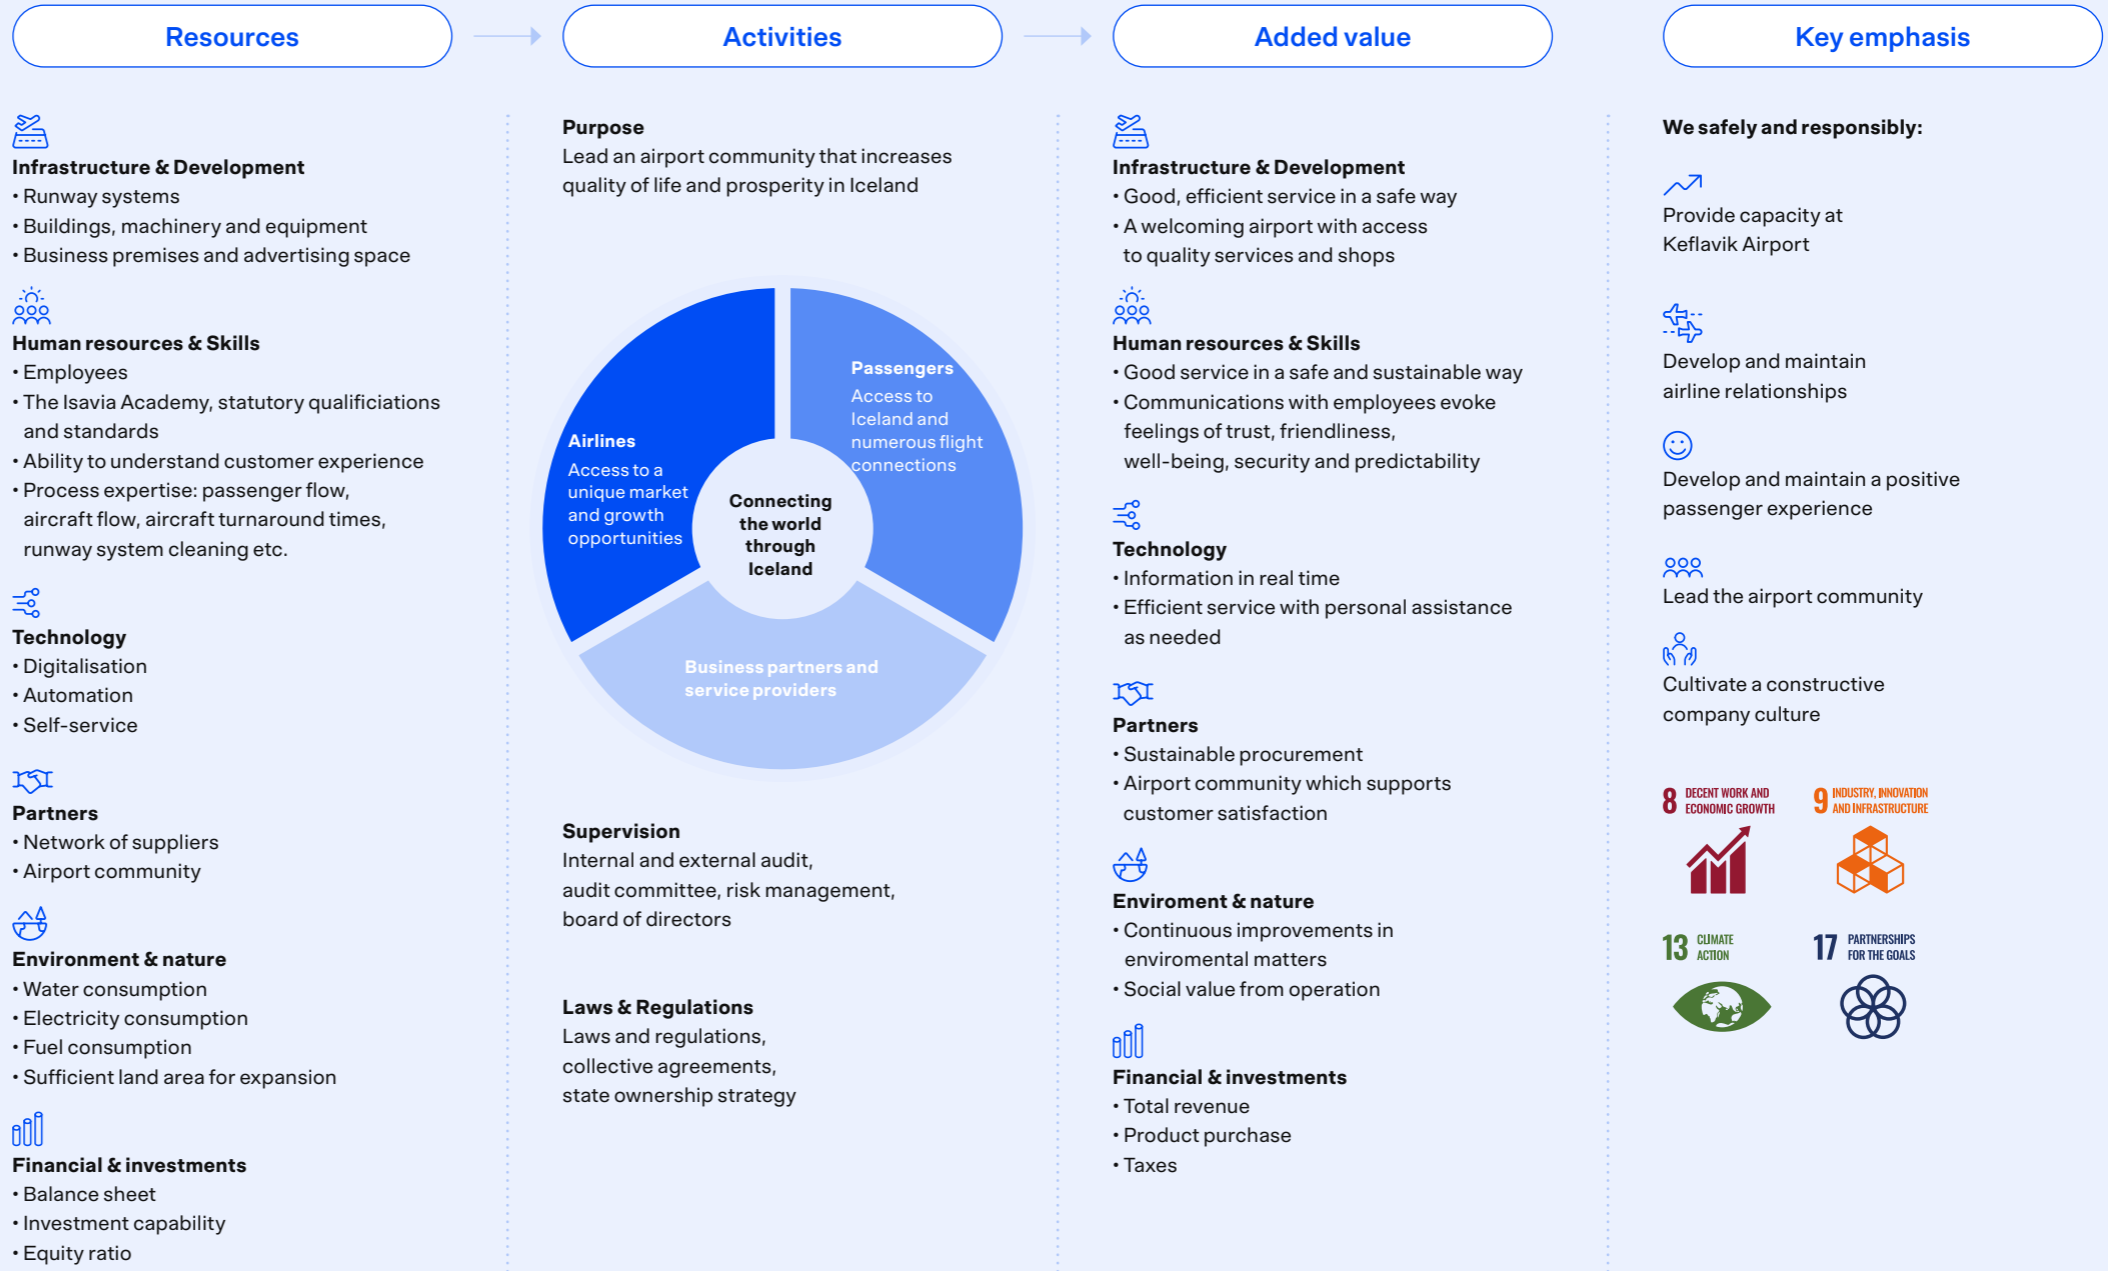 Resources
Activities
Added value
Key emphasis
Infrastructure & Development
• Runway systems
• Buildings, machinery and equipment
• Business premises and advertising space
Human resources & Skills
• Employees
• The Isavia Academy, statutory qualificiations
and standards
• Ability to understand customer experience
• Process expertise: passenger flow,
aircraft flow, aircraft turnaround times,
runway system cleaning etc.
Technology
• Digitalisation
• Automation
• Self-service
Partners
• Network of suppliers
• Airport community
Environment & nature
• Water consumption
• Electricity consumption
• Fuel consumption
• Sufficient land area for expansion
Financial & investments
• Balance sheet
• Investment capability
• Equity ratio
Purpose
Lead an airport community that increases
quality of life and prosperity in Iceland
Airlines
Access to a
unique market
and growth
opportunities
Passengers
Access to
Iceland and
numerous flight
connections
Connecting
the world
through
Iceland
Business partners and
service providers
Supervision
Internal and external audit,
audit committee, risk management,
board of directors
Laws & Regulations
Laws and regulations,
collective agreements,
state ownership strategy
Infrastructure & Development
• Good, efficient service in a safe way
• A welcoming airport with access
to quality services and shops
Human resources & Skills
• Good service in a safe and sustainable way
• Communications with employees evoke
feelings of trust, friendliness,
well-being, security and predictability
Technology
• Information in real time
• Efficient service with personal assistance
as needed
Partners
• Sustainable procurement
• Airport community which supports
customer satisfaction
Enviroment & nature
• Continuous improvements in
enviromental matters
• Social value from operation
Financial & investments
• Total revenue
• Product purchase
• Taxes
We safely and responsibly:
Provide capacity at
Keflavik Airport
Develop and maintain
airline relationships
Develop and maintain a positive
passenger experience
Lead the airport community
Cultivate a constructive
company culture
8 DECENT WORK AND
ECONOMIC GROWTH
9 INDUSTRY, INNOVATION
AND INFRASTRUCTURE
13 CLIMATE
ACTION
17 PARTNERSHIPS
FOR THE GOALS